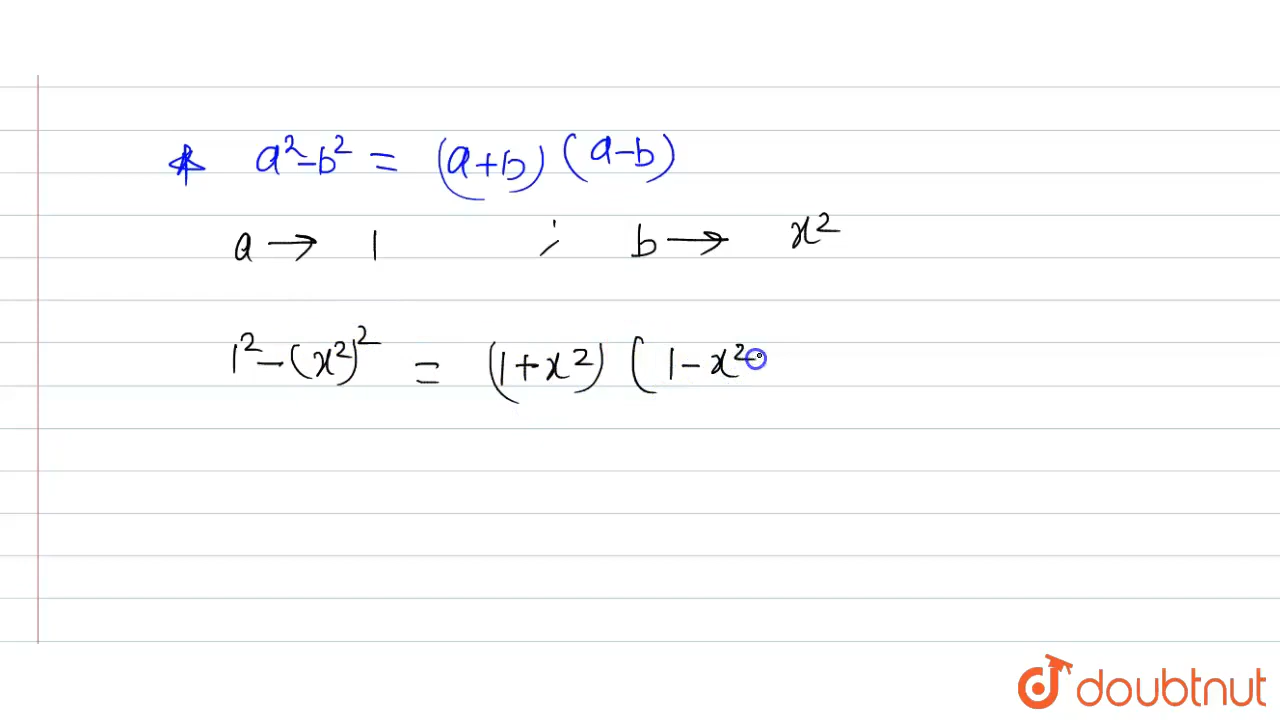 * a²-b² = (a+b) (a-b)
a → 1 ; b → x²
1²-(x²)² = (1+x²) (1-x²
doubtnut